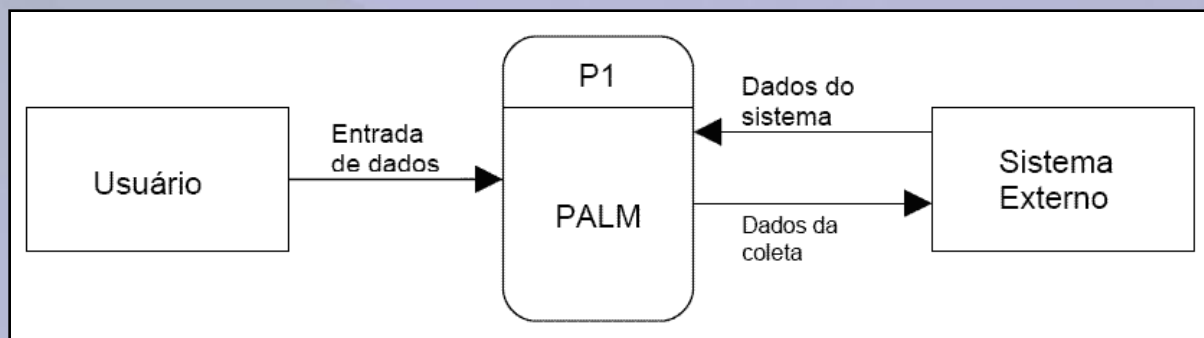 Usuário
Entrada
de dados
P1
PALM
Dados do
sistema
Dados da
coleta
Sistema
Externo